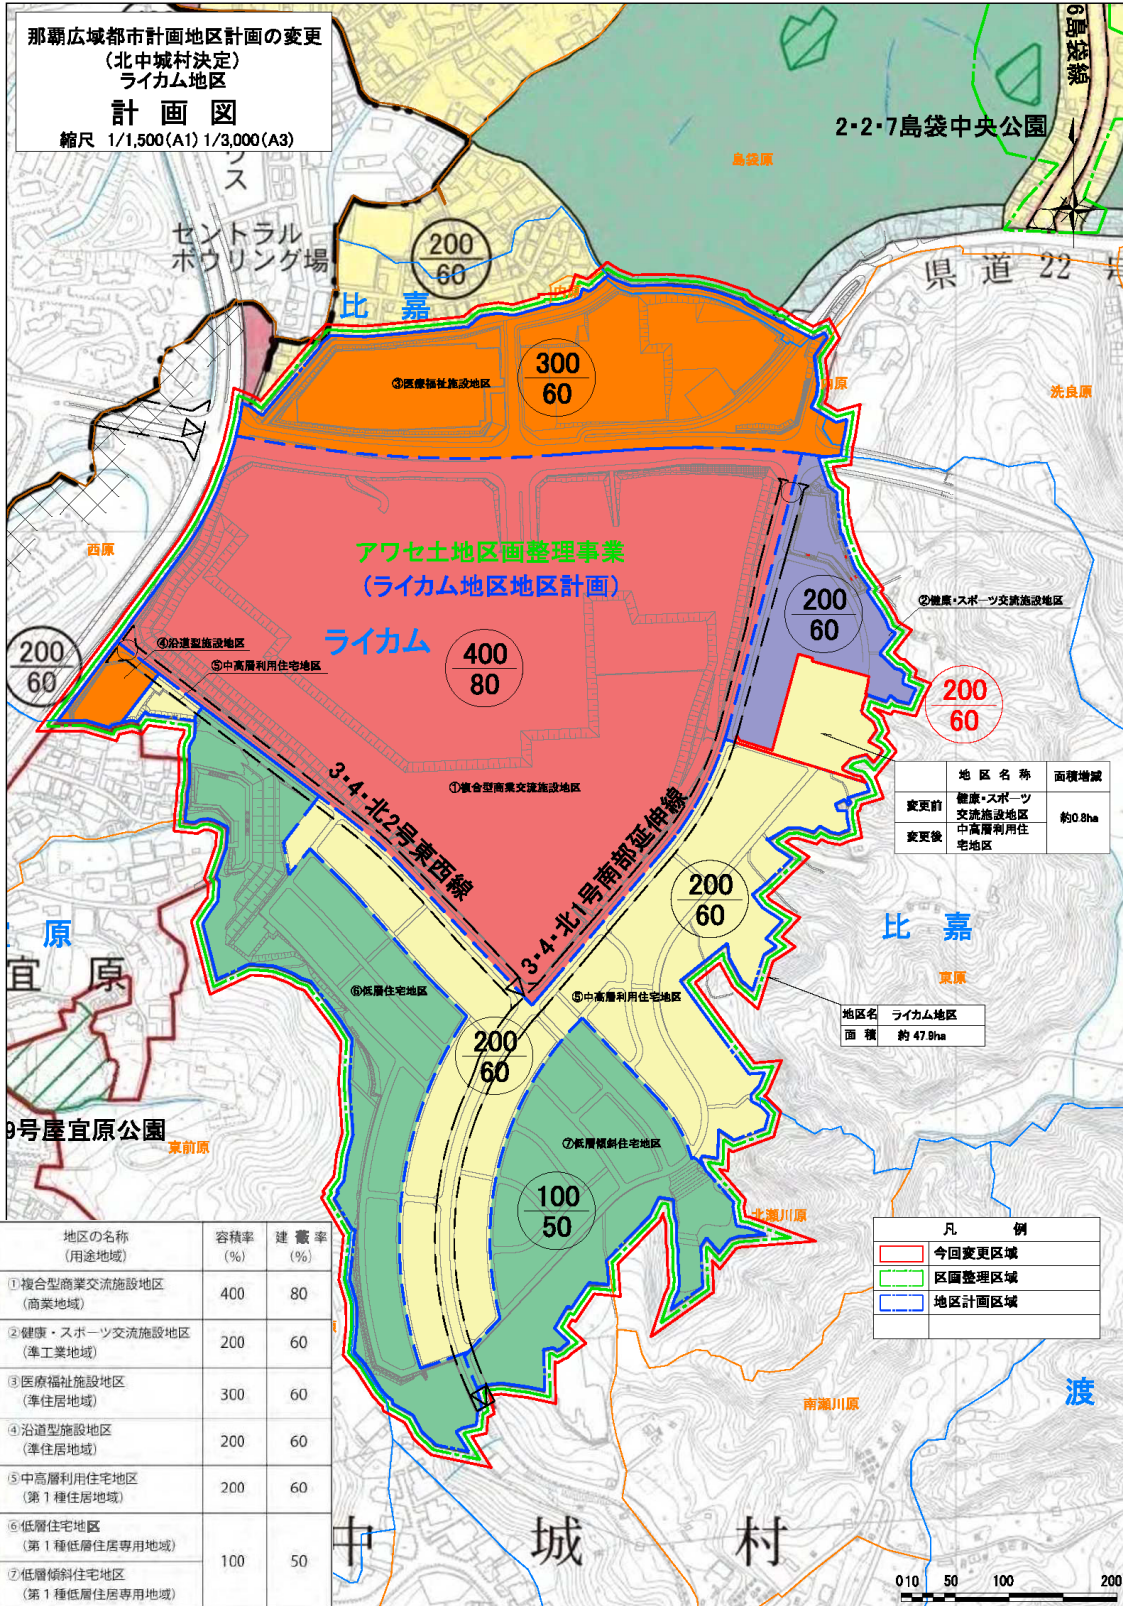 那覇広域都市計画地区計画の変更
(北中城村決定)
ライカム地区
計画図
縮尺 1/1,500(A1) 1/3,000(A3)
ス
セントラル
ボウリング場
200
60
比嘉
島袋原
2・2・7島袋中央公園
6島袋線
県道22号
300
60
③医療福祉施設地区
洗良原
西原
アワセ土地区画整理事業
(ライカム地区地区計画)
ライカム
400
80
200
60
②健康・スポーツ交流施設地区
200
60
200
60
④沿道型施設地区
⑤中高層利用住宅地区
①複合型商業交流施設地区
3・4・北2号東西線
3・4・北1号南部延伸線
地区名称 面積増減
変更前 健康・スポーツ交流施設地区 約0.8ha
変更後 中高層利用住宅地区
200
60
比嘉
東原
原
宜原
⑥低層住宅地区
⑤中高層利用住宅地区
地区名 ライカム地区
面積 約 47.9ha
200
60
9号屋宜原公園
東前原
⑦低層傾斜住宅地区
100
50
北瀬川原
凡例
今回変更区域
区画整理区域
地区計画区域
南瀬川原
渡
中城村
地区の名称 容積率 建蔽率
(用途地域) (%) (%)
①複合型商業交流施設地区 400 80
(商業地域)
②健康・スポーツ交流施設地区 200 60
(準工業地域)
③医療福祉施設地区 300 60
(準住居地域)
④沿道型施設地区 200 60
(準住居地域)
⑤中高層利用住宅地区 200 60
(第1種住居地域)
⑥低層住宅地区
(第1種低層住居専用地域)
100 50
⑦低層傾斜住宅地区
(第1種低層住居専用地域)
0 10 50 100 200